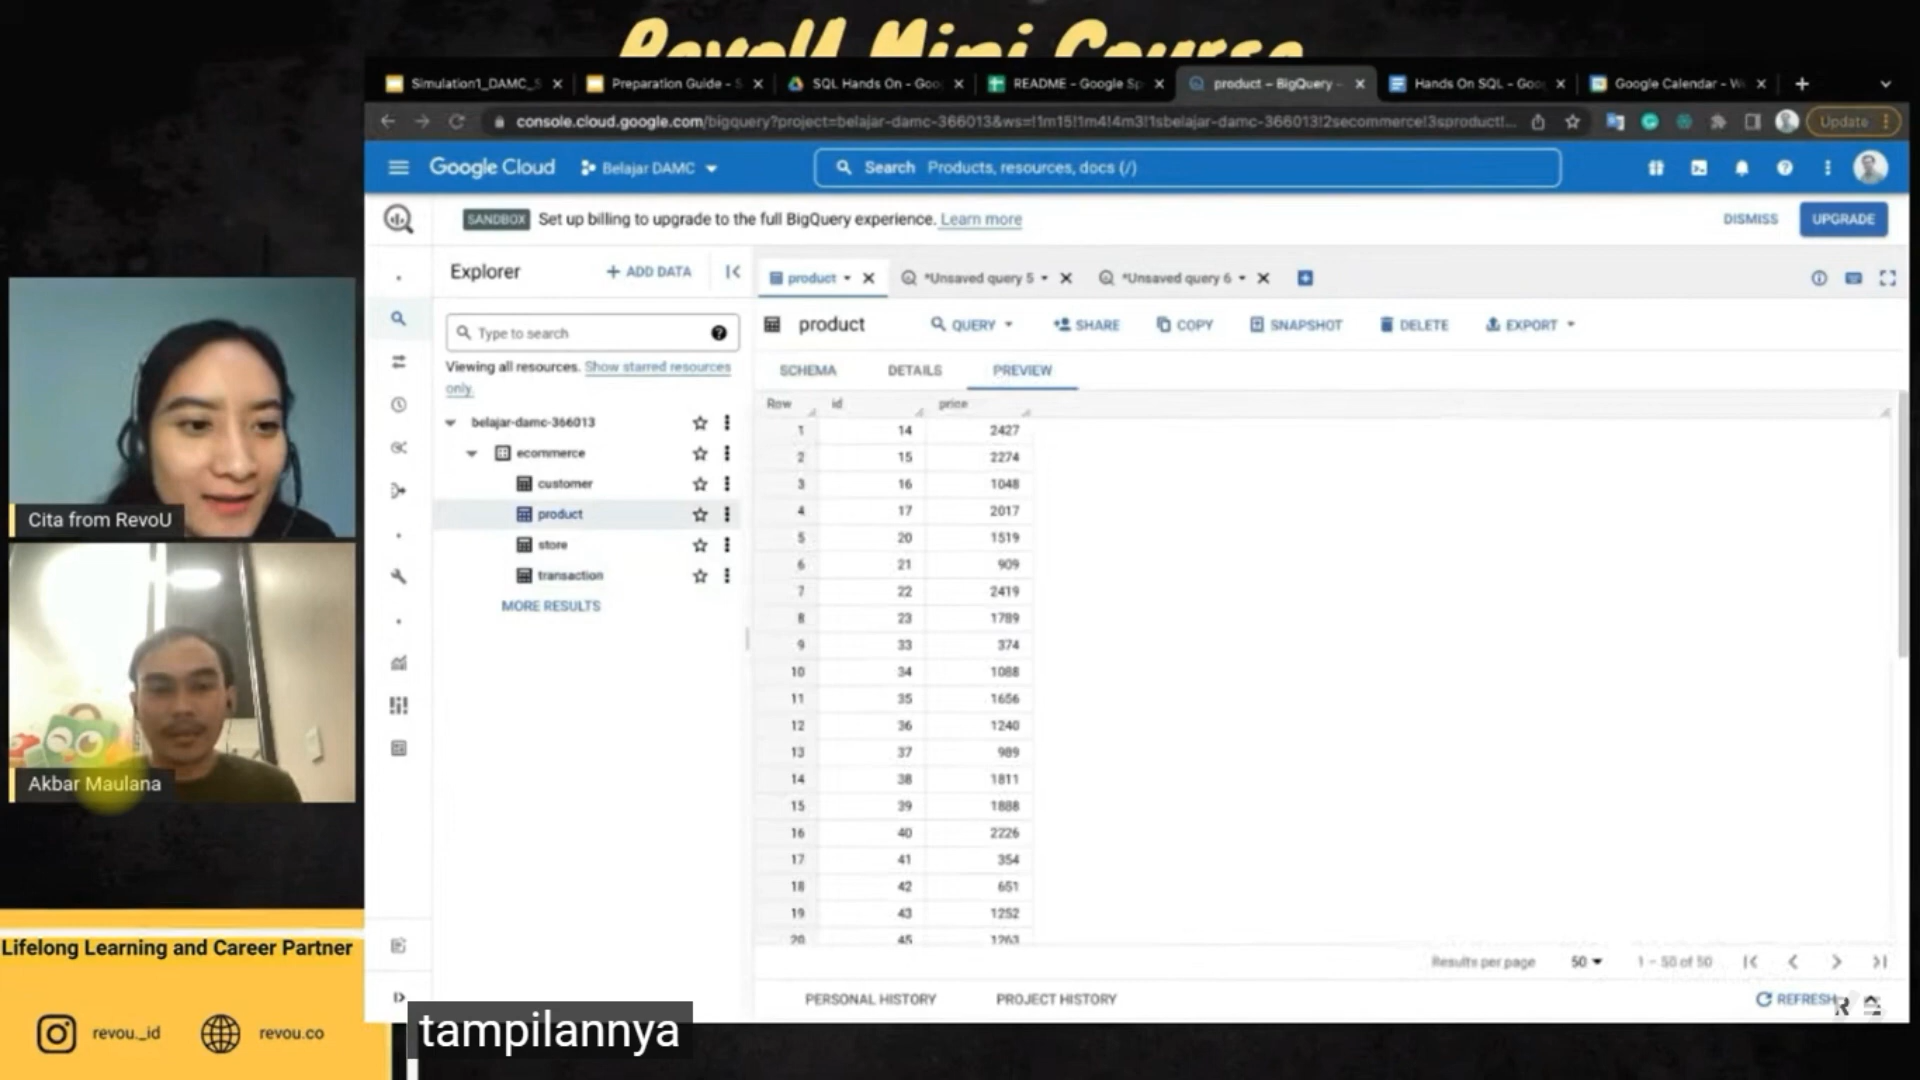 RevoU Mini Course
Simulation1_DAMC_S
Preparation Guide - S
SQL Hands On - Goo
README - Google Sp
product – BigQuery –
Hands On SQL - Goo
Google Calendar - W
console.cloud.google.com/bigquery?project=belajar-damc-366013&ws=!1m15!1m4!4m3!1sbelajar-damc-366013!2secommerce!3sproduct!...
Update
Google Cloud
Belajar DAMC
Search Products, resources, docs (/)
SANDBOX Set up billing to upgrade to the full BigQuery experience. Learn more
DISMISS
UPGRADE
Explorer
+ ADD DATA
product
*Unsaved query 5
*Unsaved query 6
Type to search
Viewing all resources. Show starred resources
only.
belajar-damc-366013
ecommerce
customer
product
store
transaction
MORE RESULTS
product
QUERY
SHARE
COPY
SNAPSHOT
DELETE
EXPORT
SCHEMA
DETAILS
PREVIEW
Row id price
1 14 2427
2 15 2274
3 16 1048
4 17 2017
5 20 1519
6 21 909
7 22 2419
8 23 1789
9 33 374
10 34 1088
11 35 1656
12 36 1240
13 37 989
14 38 1811
15 39 1888
16 40 2226
17 41 354
18 42 651
19 43 1252
20 45 1263
Results per page 50 1 – 50 of 50
PERSONAL HISTORY
PROJECT HISTORY
REFRESH
Cita from RevoU
Akbar Maulana
Lifelong Learning and Career Partner
revou_id
revou.co
tampilannya